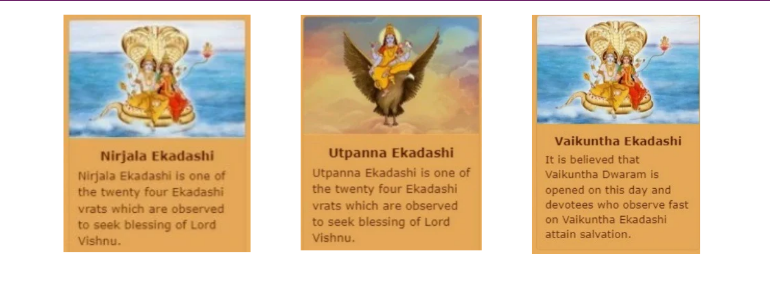 Nirjala Ekadashi
Nirjala Ekadashi is one of
the twenty four Ekadashi
vrats which are observed
to seek blessing of Lord
Vishnu.
Utpanna Ekadashi
Utpanna Ekadashi is one of
the twenty four Ekadashi
vrats which are observed
to seek blessing of Lord
Vishnu.
Vaikuntha Ekadashi
It is believed that
Vaikuntha Dwaram is
opened on this day and
devotees who observe fast
on Vaikuntha Ekadashi
attain salvation.